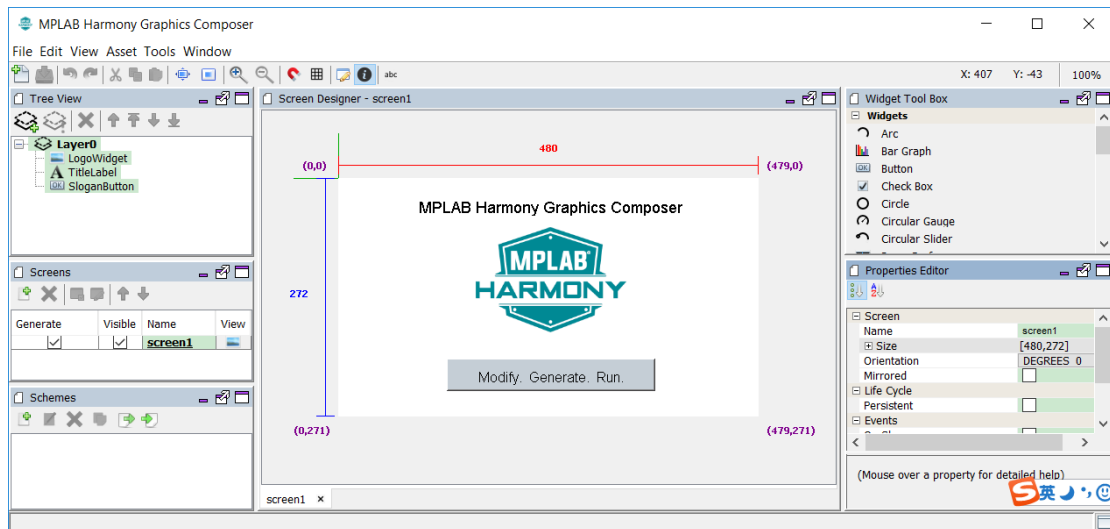 MPLAB Harmony Graphics Composer
File Edit View Asset Tools Window
abc
X: 407 Y: -43 100%
Tree View
Layer0
LogoWidget
TitleLabel
SloganButton
Screens
Generate Visible Name View
screen1
Schemes
Screen Designer - screen1
480
(0,0) (479,0)
MPLAB Harmony Graphics Composer
MPLAB®
HARMONY
272
Modify. Generate. Run.
(0,271) (479,271)
screen1 ×
Widget Tool Box
Widgets
Arc
Bar Graph
OK Button
Check Box
Circle
Circular Gauge
Circular Slider
Properties Editor
Screen
Name screen1
Size [480,272]
Orientation DEGREES_0
Mirrored
Life Cycle
Persistent
Events
(Mouse over a property for detailed help)
S英